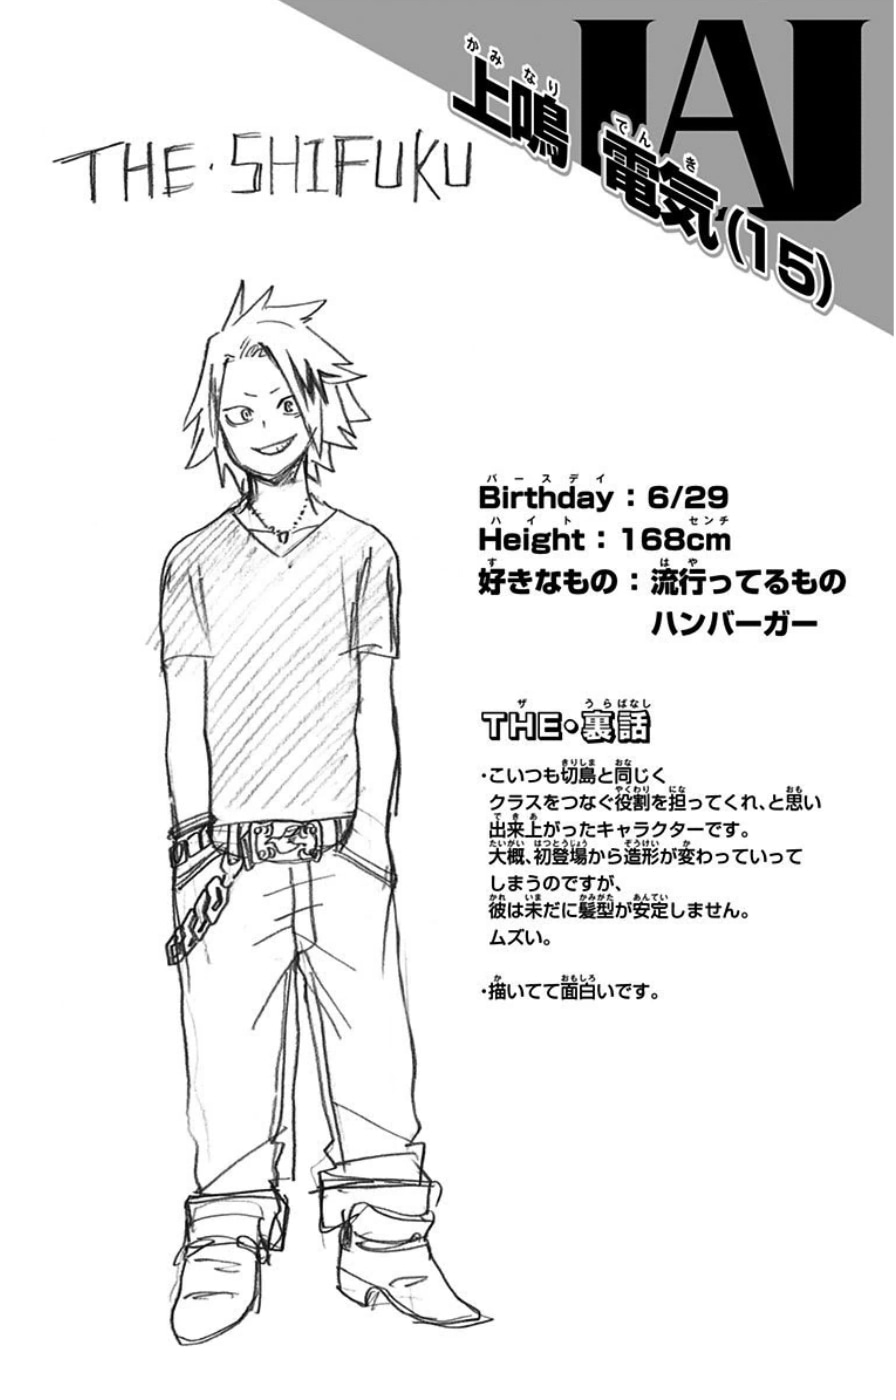 UA
上鳴 電気(15)
THE・SHIFUKU
Birthday：6/29
Height：168cm
好きなもの：流行ってるもの
ハンバーガー
THE・裏話
・こいつも切島と同じく
クラスをつなぐ役割を担ってくれ、と思い
出来上がったキャラクターです。
大概、初登場から造形が変わっていって
しまうのですが、
彼は未だに髪型が安定しません。
ムズい。
・描いてて面白いです。